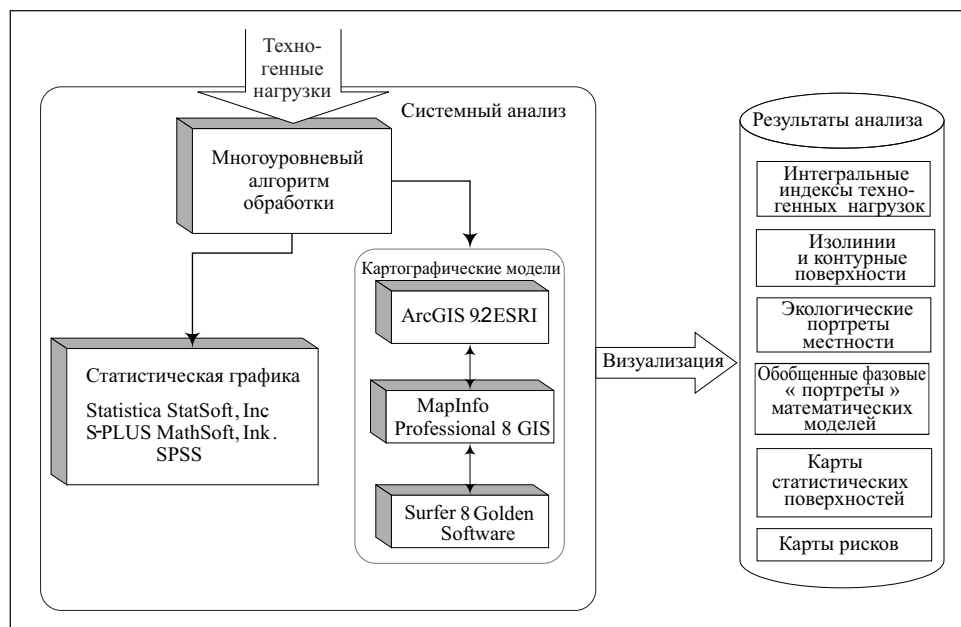 Техно-
генные
нагрузки
Системный анализ
Многоуровневый
алгоритм
обработки
Картографические модели
ArcGIS 9.2 ESRI
MapInfo
Professional 8 GIS
Surfer 8 Golden
Software
Статистическая графика
Statistica StatSoft, Inc
S-PLUS MathSoft, Ink.
SPSS
Визуализация
Результаты анализа
Интегральные
индексы техно-
генных нагрузок
Изолинии
и контурные
поверхности
Экологические
портреты
местности
Обобщенные фазовые
« портреты »
математических
моделей
Карты
статистических
поверхностей
Карты рисков